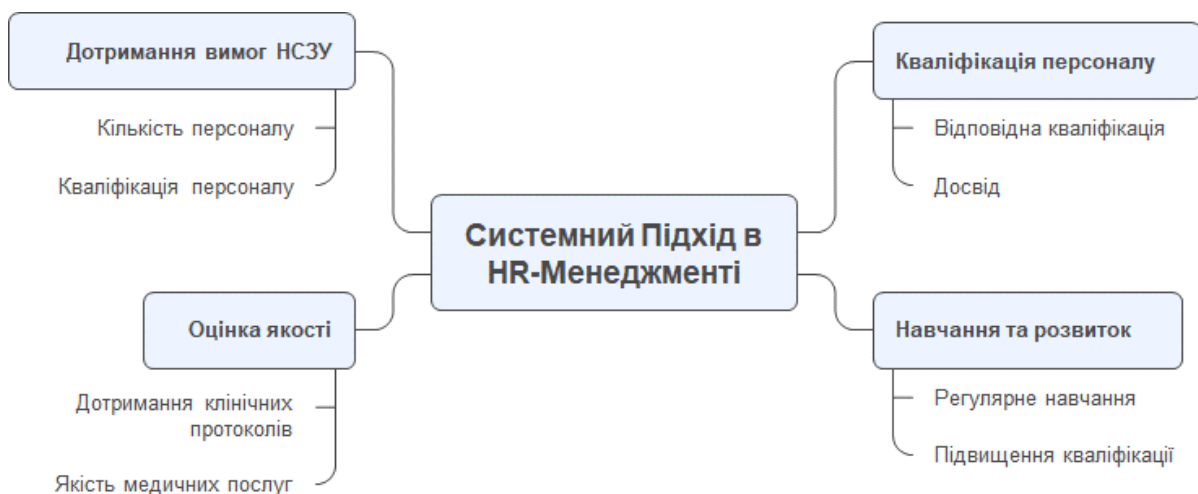 Дотримання вимог НСЗУ
Кількість персоналу
Кваліфікація персоналу
Кваліфікація персоналу
Відповідна кваліфікація
Досвід
Системний Підхід в
HR-Менеджменті
Оцінка якості
Дотримання клінічних
протоколів
Якість медичних послуг
Навчання та розвиток
Регулярне навчання
Підвищення кваліфікації